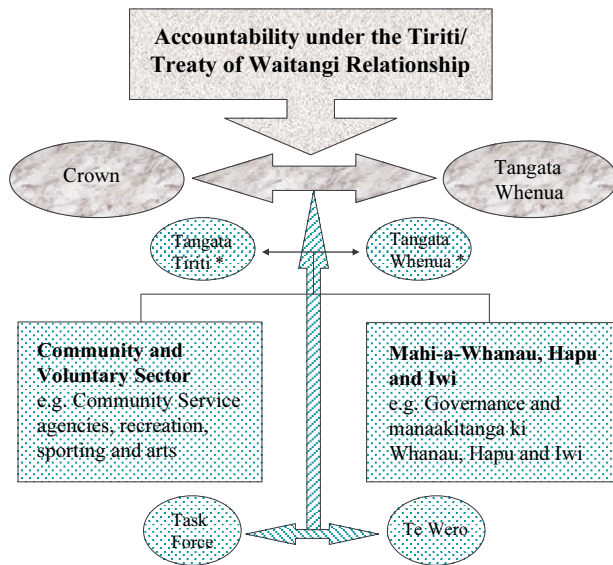 Accountability under the Tiriti/
Treaty of Waitangi Relationship
Crown
Tangata
Whenua
Tangata
Tiriti *
Tangata
Whenua *
Community and
Voluntary Sector
e.g. Community Service
agencies, recreation,
sporting and arts
Mahi-a-Whanau, Hapu
and Iwi
e.g. Governance and
manaakitanga ki
Whanau, Hapu and Iwi
Task
Force
Te Wero